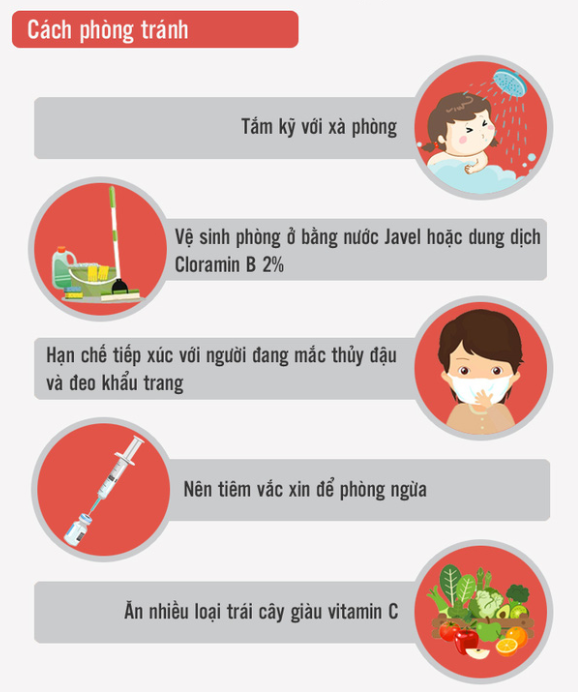 Cách phòng tránh
Tắm kỹ với xà phòng
Vệ sinh phòng ở bằng nước Javel hoặc dung dịch
Cloramin B 2%
Hạn chế tiếp xúc với người đang mắc thủy đậu
và đeo khẩu trang
Nên tiêm vắc xin để phòng ngừa
Ăn nhiều loại trái cây giàu vitamin C